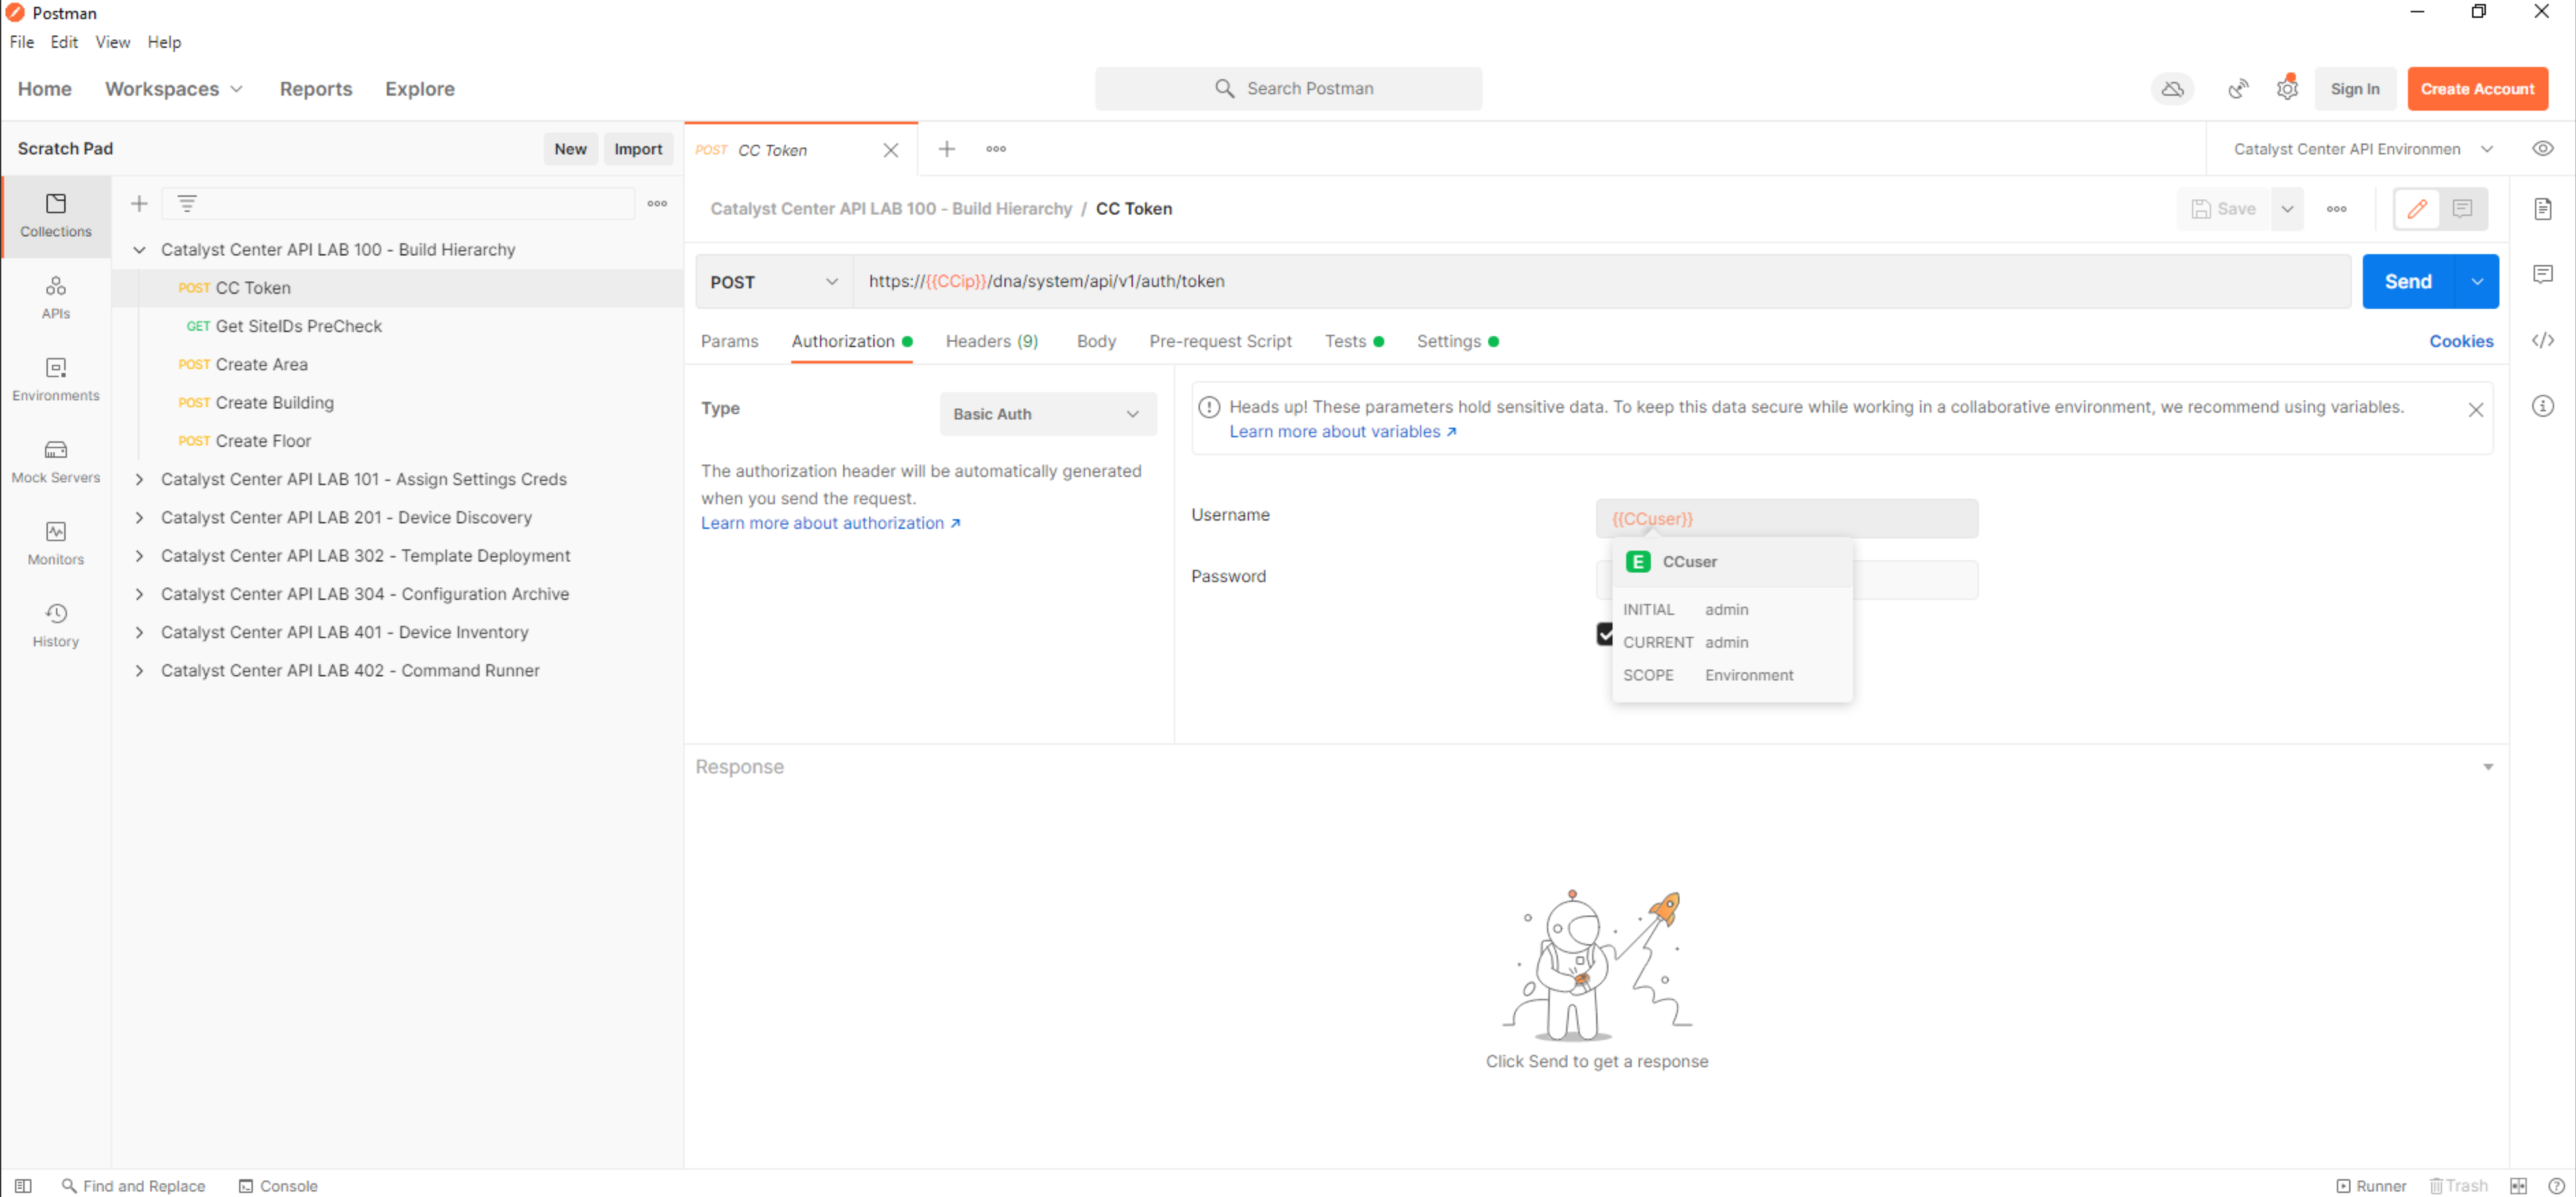 Postman
File Edit View Help
Home Workspaces Reports Explore
Search Postman
Sign In
Create Account
Scratch Pad
New
Import
POST CC Token
Catalyst Center API Environmen
Collections
APIs
Environments
Mock Servers
Monitors
History
Catalyst Center API LAB 100 - Build Hierarchy
POST CC Token
GET Get SiteIDs PreCheck
POST Create Area
POST Create Building
POST Create Floor
Catalyst Center API LAB 101 - Assign Settings Creds
Catalyst Center API LAB 201 - Device Discovery
Catalyst Center API LAB 302 - Template Deployment
Catalyst Center API LAB 304 - Configuration Archive
Catalyst Center API LAB 401 - Device Inventory
Catalyst Center API LAB 402 - Command Runner
Catalyst Center API LAB 100 - Build Hierarchy / CC Token
Save
POST
https://{{CCip}}/dna/system/api/v1/auth/token
Send
Params Authorization Headers (9) Body Pre-request Script Tests Settings
Cookies
Type
Basic Auth
The authorization header will be automatically generated
when you send the request.
Learn more about authorization ↗
Heads up! These parameters hold sensitive data. To keep this data secure while working in a collaborative environment, we recommend using variables.
Learn more about variables ↗
Username
{{CCuser}}
Password
E CCuser
INITIAL admin
CURRENT admin
SCOPE Environment
Response
Click Send to get a response
Find and Replace
Console
Runner
Trash